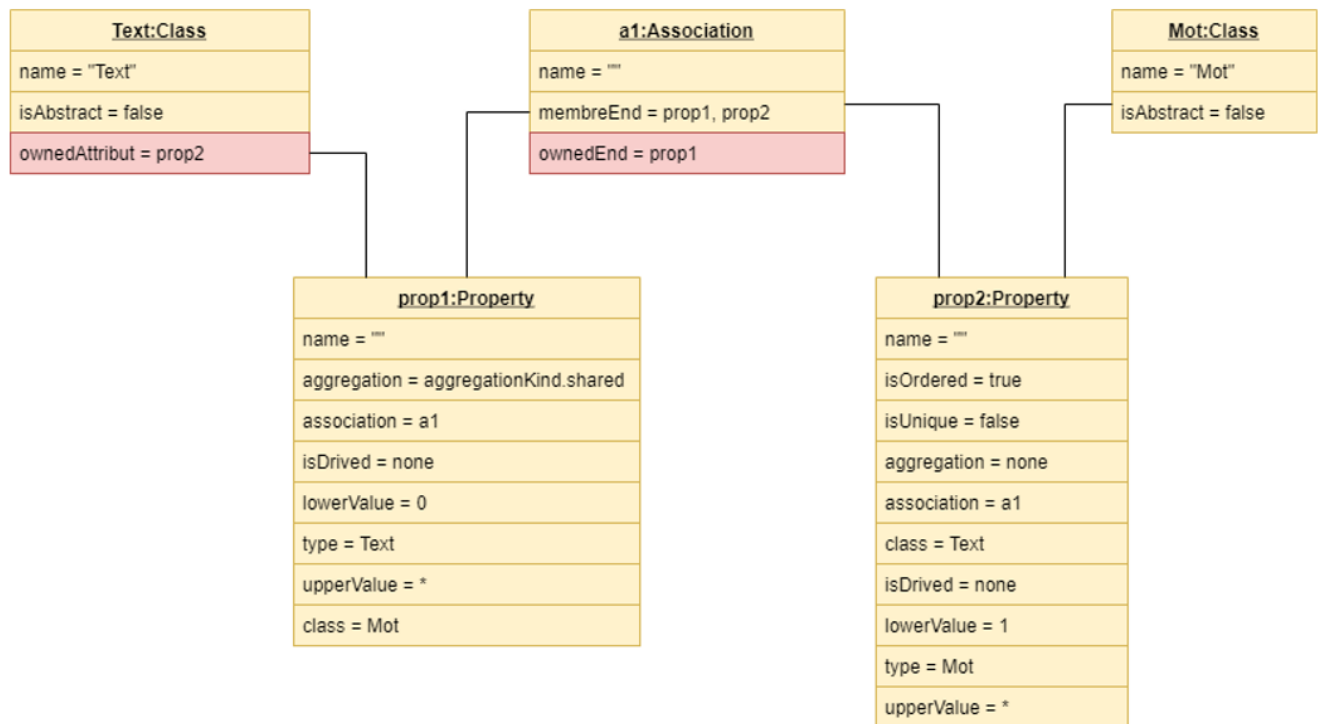 Text:Class
name = "Text"
isAbstract = false
ownedAttribut = prop2
a1:Association
name = ""
membreEnd = prop1, prop2
ownedEnd = prop1
Mot:Class
name = "Mot"
isAbstract = false
prop1:Property
name = ""
aggregation = aggregationKind.shared
association = a1
isDrived = none
lowerValue = 0
type = Text
upperValue = *
class = Mot
prop2:Property
name = ""
isOrdered = true
isUnique = false
aggregation = none
association = a1
class = Text
isDrived = none
lowerValue = 1
type = Mot
upperValue = *